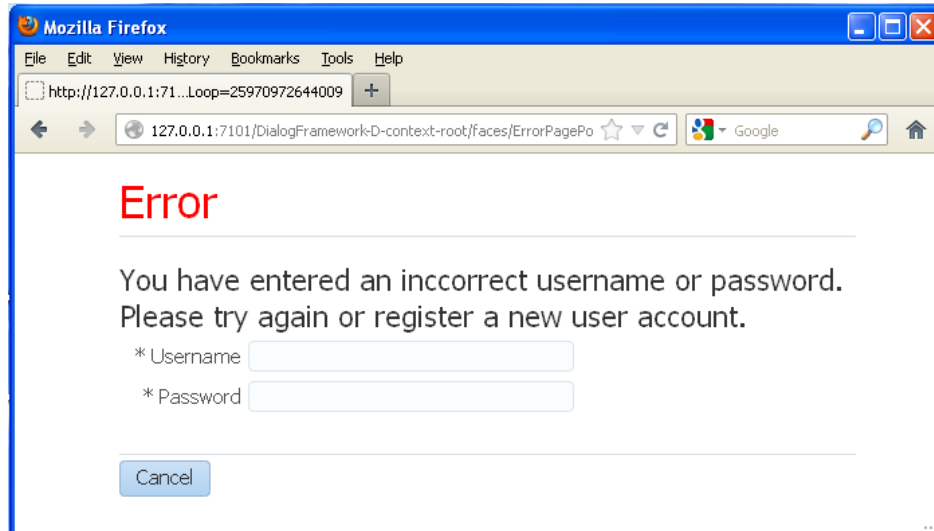 Mozilla Firefox
File Edit View History Bookmarks Tools Help
http://127.0.0.1:71...Loop=25970972644009 +
127.0.0.1:7101/DialogFramework-D-context-root/faces/ErrorPagePo Google
Error
You have entered an inccorrect username or password.
Please try again or register a new user account.
* Username
* Password
Cancel